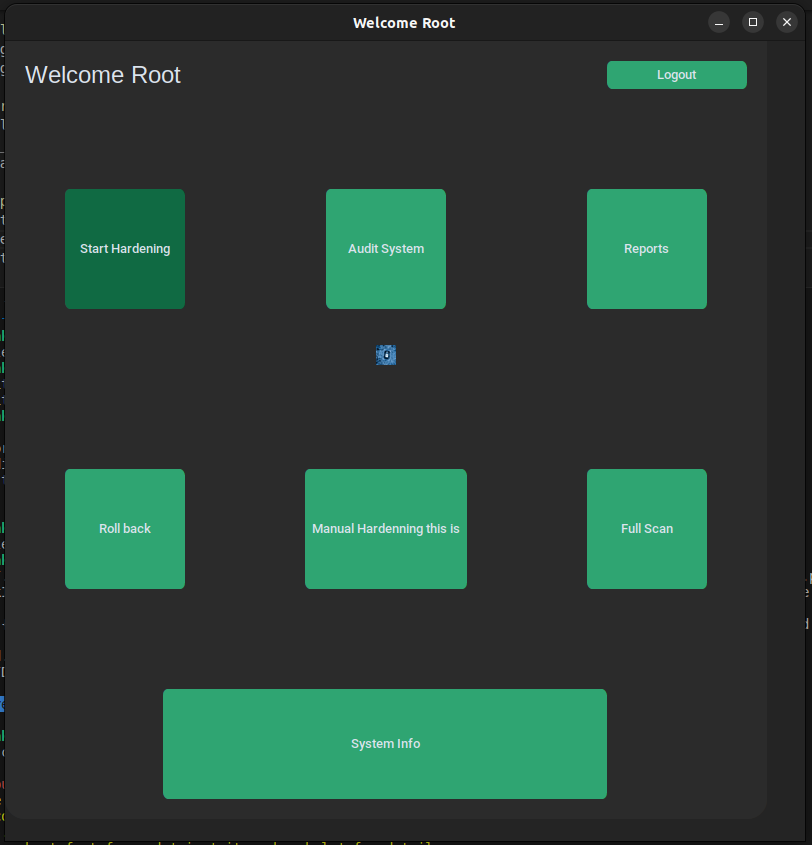 Welcome Root
Welcome Root
Logout
Start Hardening
Audit System
Reports
Roll back
Manual Hardenning this is
Full Scan
System Info